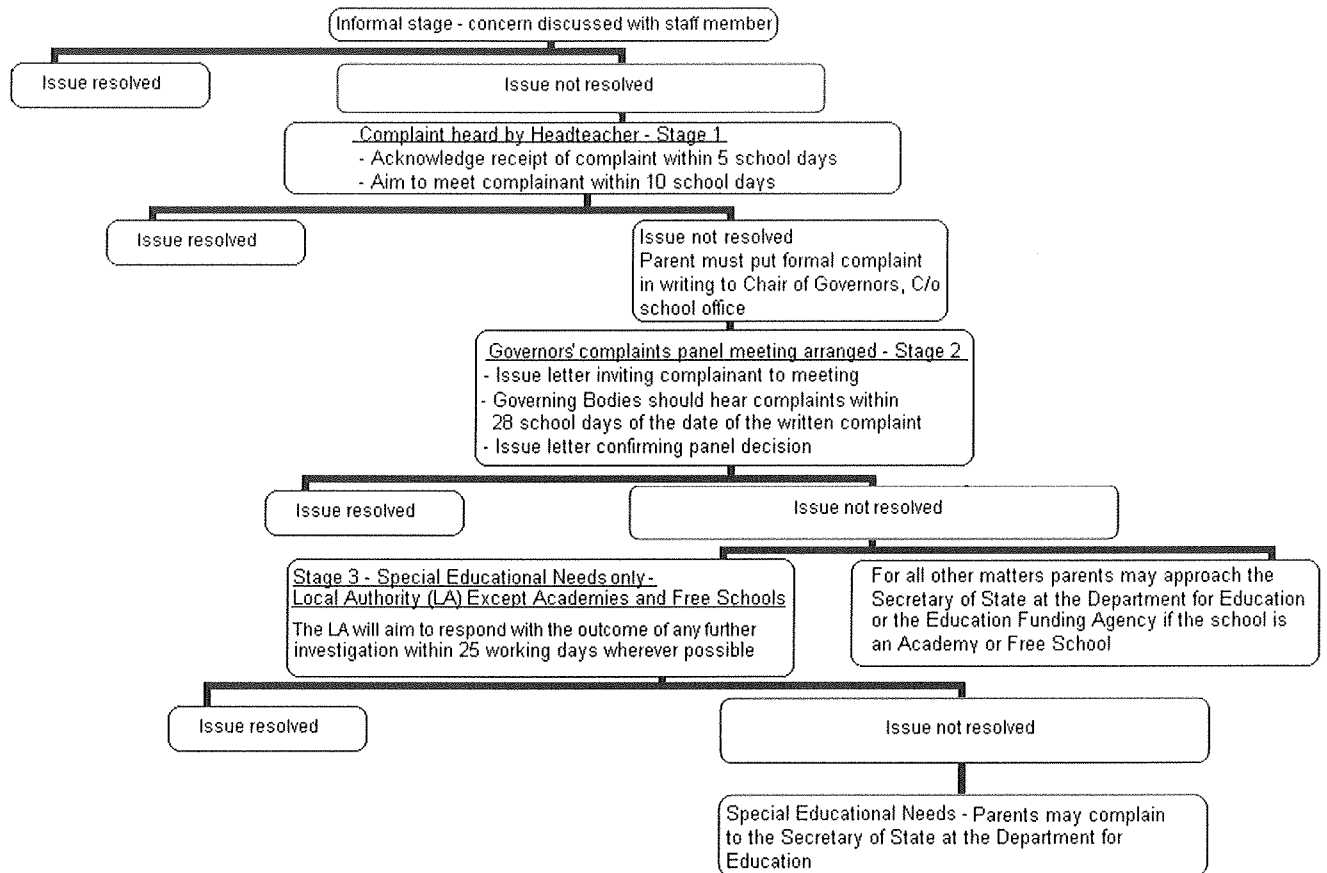 Informal stage - concern discussed with staff member
Issue resolved
Issue not resolved
Complaint heard by Headteacher - Stage 1
- Acknowledge receipt of complaint within 5 school days
- Aim to meet complainant within 10 school days
Issue resolved
Issue not resolved
Parent must put formal complaint
in writing to Chair of Governors, C/o
school office
Governors' complaints panel meeting arranged - Stage 2
- Issue letter inviting complainant to meeting
- Governing Bodies should hear complaints within
28 school days of the date of the written complaint
- Issue letter confirming panel decision
Issue resolved
Issue not resolved
Stage 3 - Special Educational Needs only -
Local Authority (LA) Except Academies and Free Schools
The LA will aim to respond with the outcome of any further
investigation within 25 working days wherever possible
For all other matters parents may approach the
Secretary of State at the Department for Education
or the Education Funding Agency if the school is
an Academy or Free School
Issue resolved
Issue not resolved
Special Educational Needs - Parents may complain
to the Secretary of State at the Department for
Education